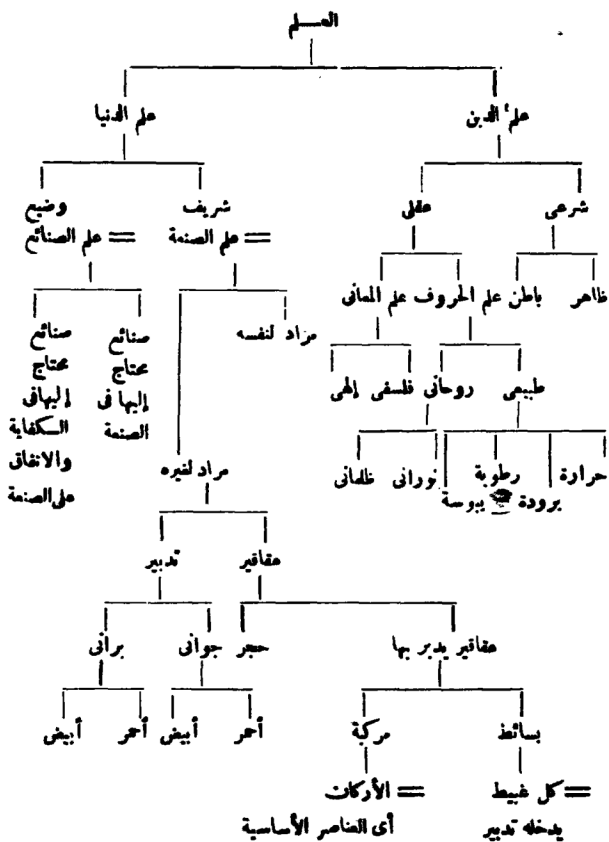 العـــلم
علم الدين علم الدنيا
شرعى عقلى شريف وضيع
= علم الصنعة = علم الصنائع
ظاهر باطن علم الحروف علم المعانى
مراد لنفسه
صنائع
محتاج
إليها فى
الصنعة
صنائع
محتاج
إليها فى
الكفاية
والانفاق
على الصنعة
طبيعى روحانى فلسفى إلهى
حرارة برودة رطوبة يبوسة نورانى ظلمانى
مراد لغيره
عقاقير تدبير
عقاقير يدبر بها حجر جوانى برانى
بسائط مركبة أحمر أبيض أحمر أبيض
= كل غبيط
يدخله تدبير
= الأركان
أى العناصر الأساسية